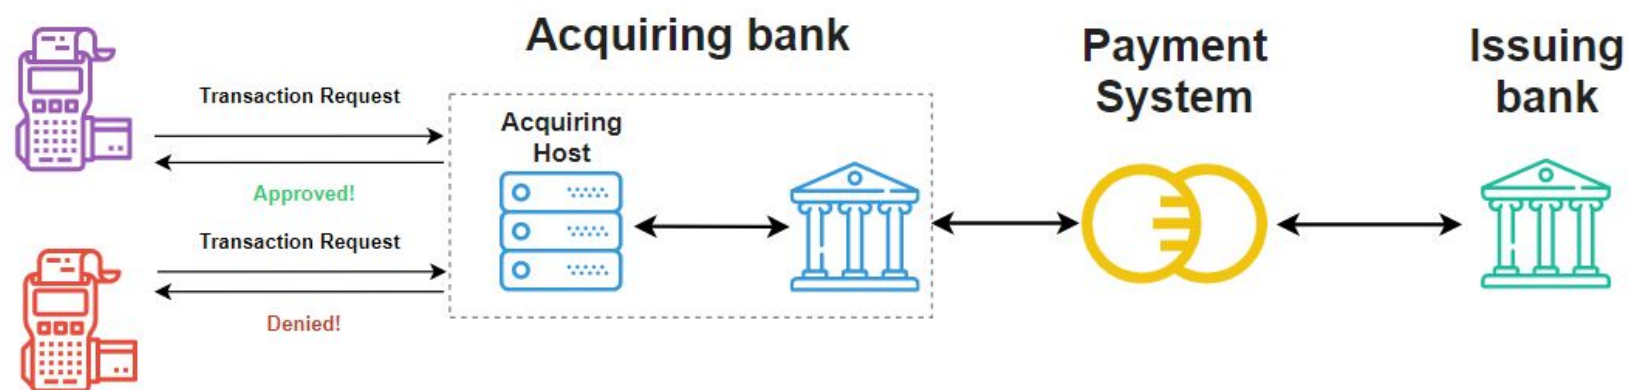 Acquiring bank
Payment
System
Issuing
bank
Transaction Request
Acquiring
Host
Approved!
Transaction Request
Denied!